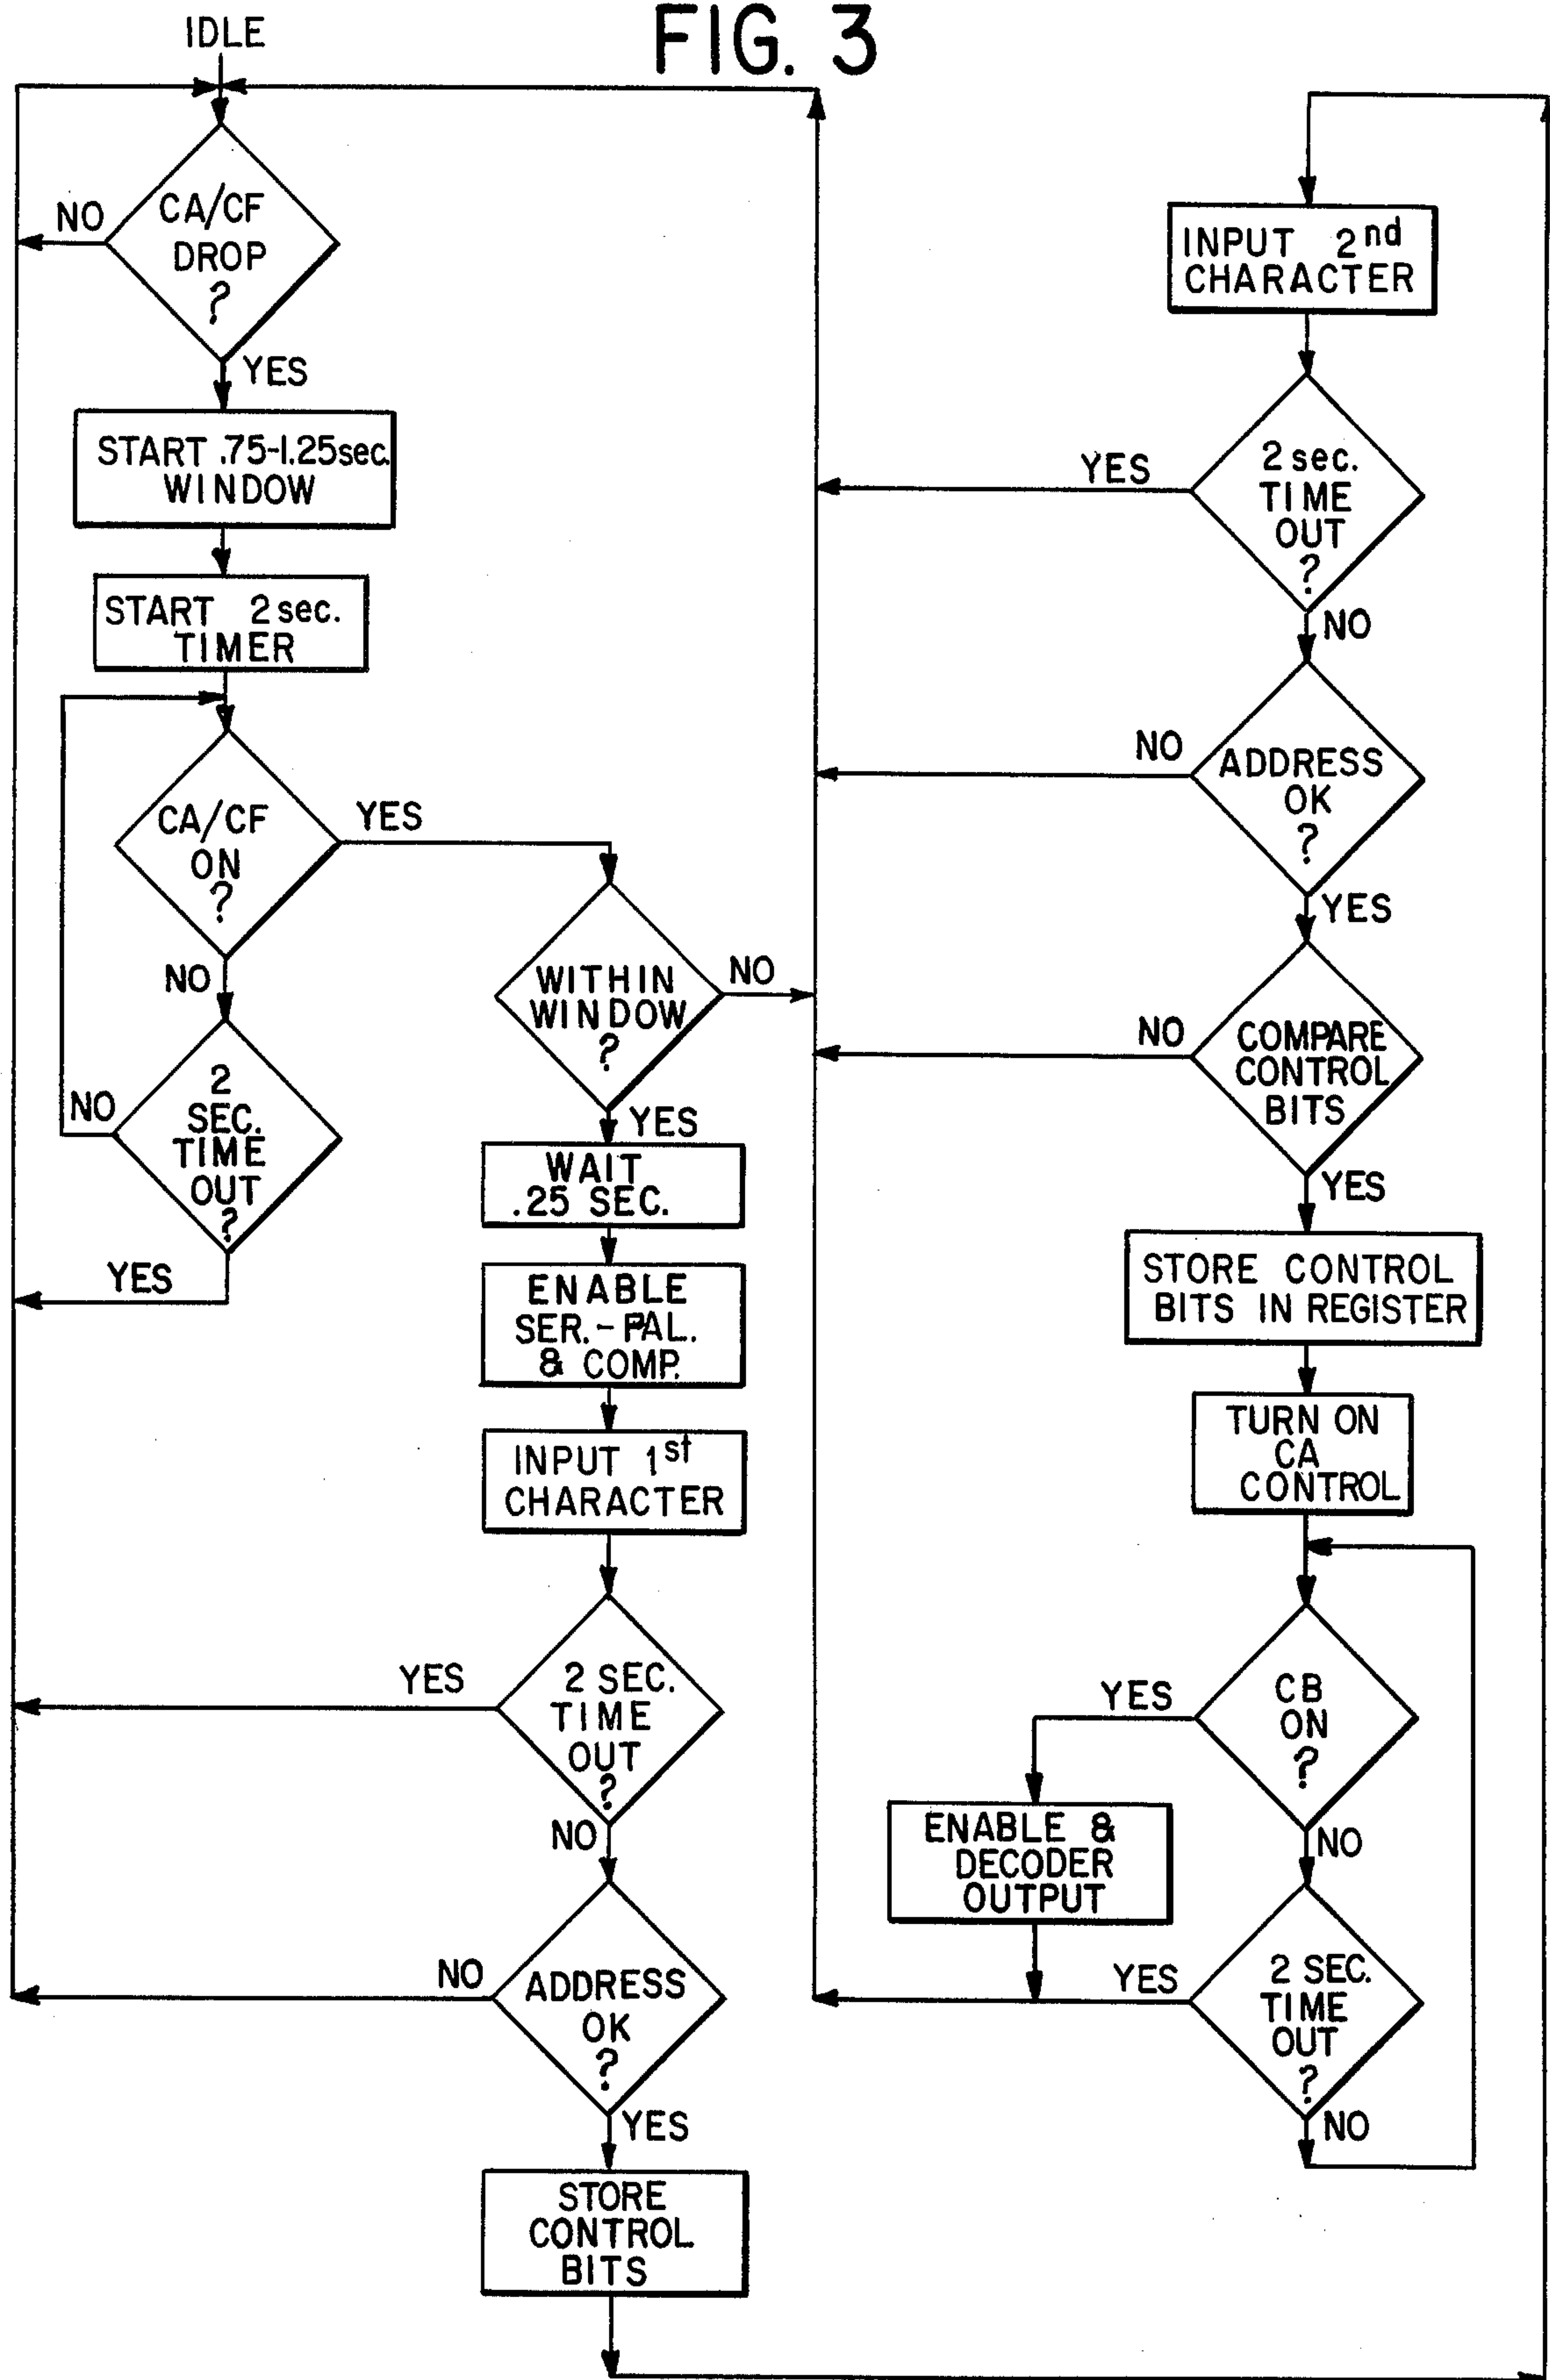 FIG. 3
IDLE
CA/CF
DROP
?
NO
YES
START .75-1.25sec.
WINDOW
START 2 sec.
TIMER
CA/CF
ON
?
YES
NO
2
SEC.
TIME
OUT
?
NO
YES
WITHIN
WINDOW
?
NO
YES
WAIT
.25 SEC.
ENABLE
SER.-PAL.
& COMP.
INPUT 1st
CHARACTER
2 SEC.
TIME
OUT
?
YES
NO
ADDRESS
OK
?
NO
YES
STORE
CONTROL
BITS
INPUT 2nd
CHARACTER
2 sec.
TIME
OUT
?
YES
NO
ADDRESS
OK
?
NO
YES
COMPARE
CONTROL
BITS
NO
YES
STORE CONTROL
BITS IN REGISTER
TURN ON
CA
CONTROL
CB
ON
?
YES
NO
ENABLE &
DECODER
OUTPUT
2 SEC.
TIME
OUT
?
YES
NO